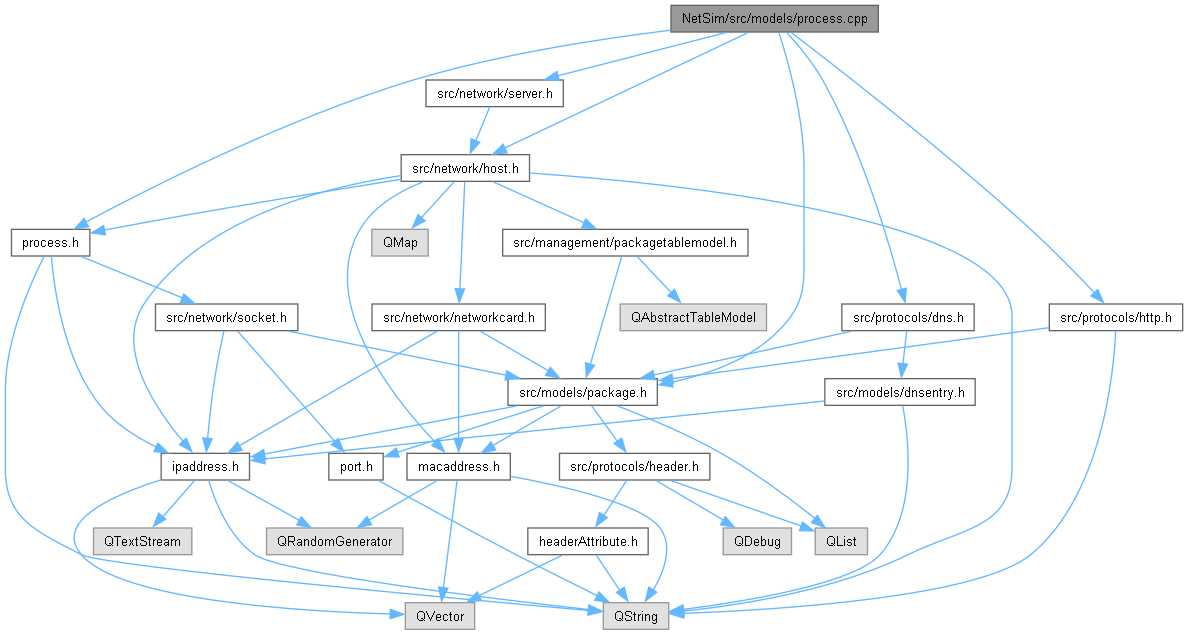 NetSim/src/models/process.cpp
src/network/server.h
src/network/host.h
process.h
QMap
src/management/packagetablemodel.h
src/network/socket.h
src/network/networkcard.h
QAbstractTableModel
src/protocols/dns.h
src/protocols/http.h
src/models/package.h
src/models/dnsentry.h
ipaddress.h
port.h
macaddress.h
src/protocols/header.h
QTextStream
QRandomGenerator
headerAttribute.h
QDebug
QList
QVector
QString